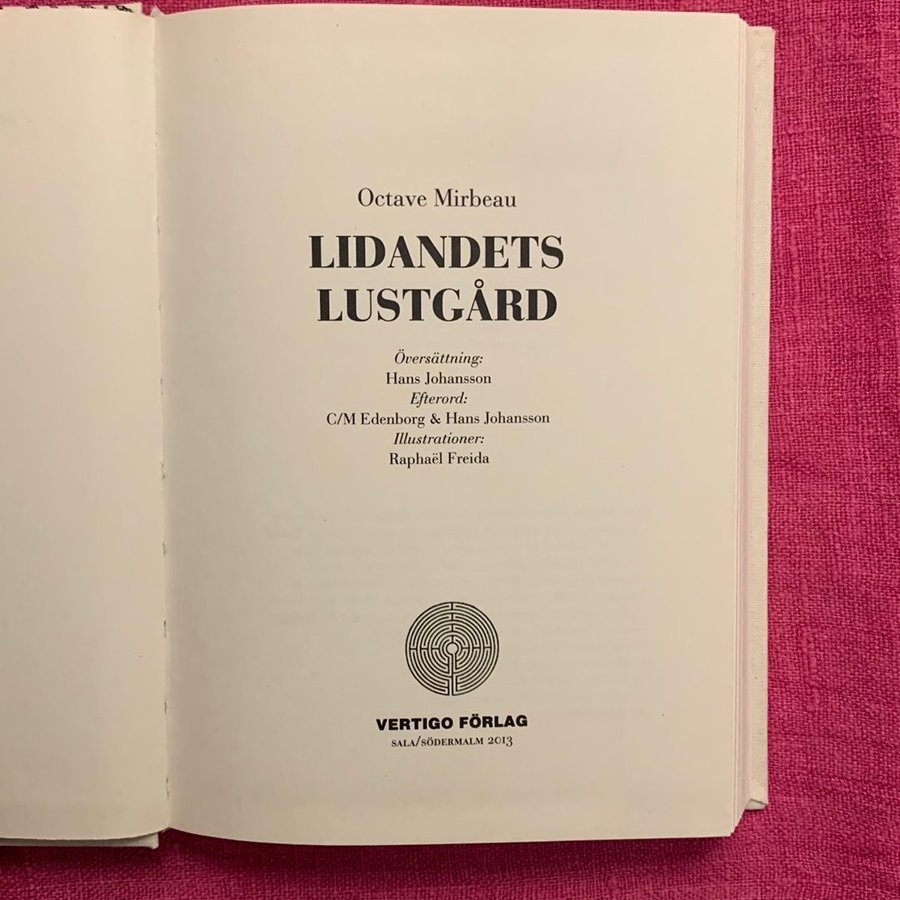 Octave Mirbeau
LIDANDETS
LUSTGÅRD
Översättning:
Hans Johansson
Efterord:
C/M Edenborg & Hans Johansson
Illustrationer:
Raphaël Freida
VERTIGO FÖRLAG
SALA/SÖDERMALM 2013